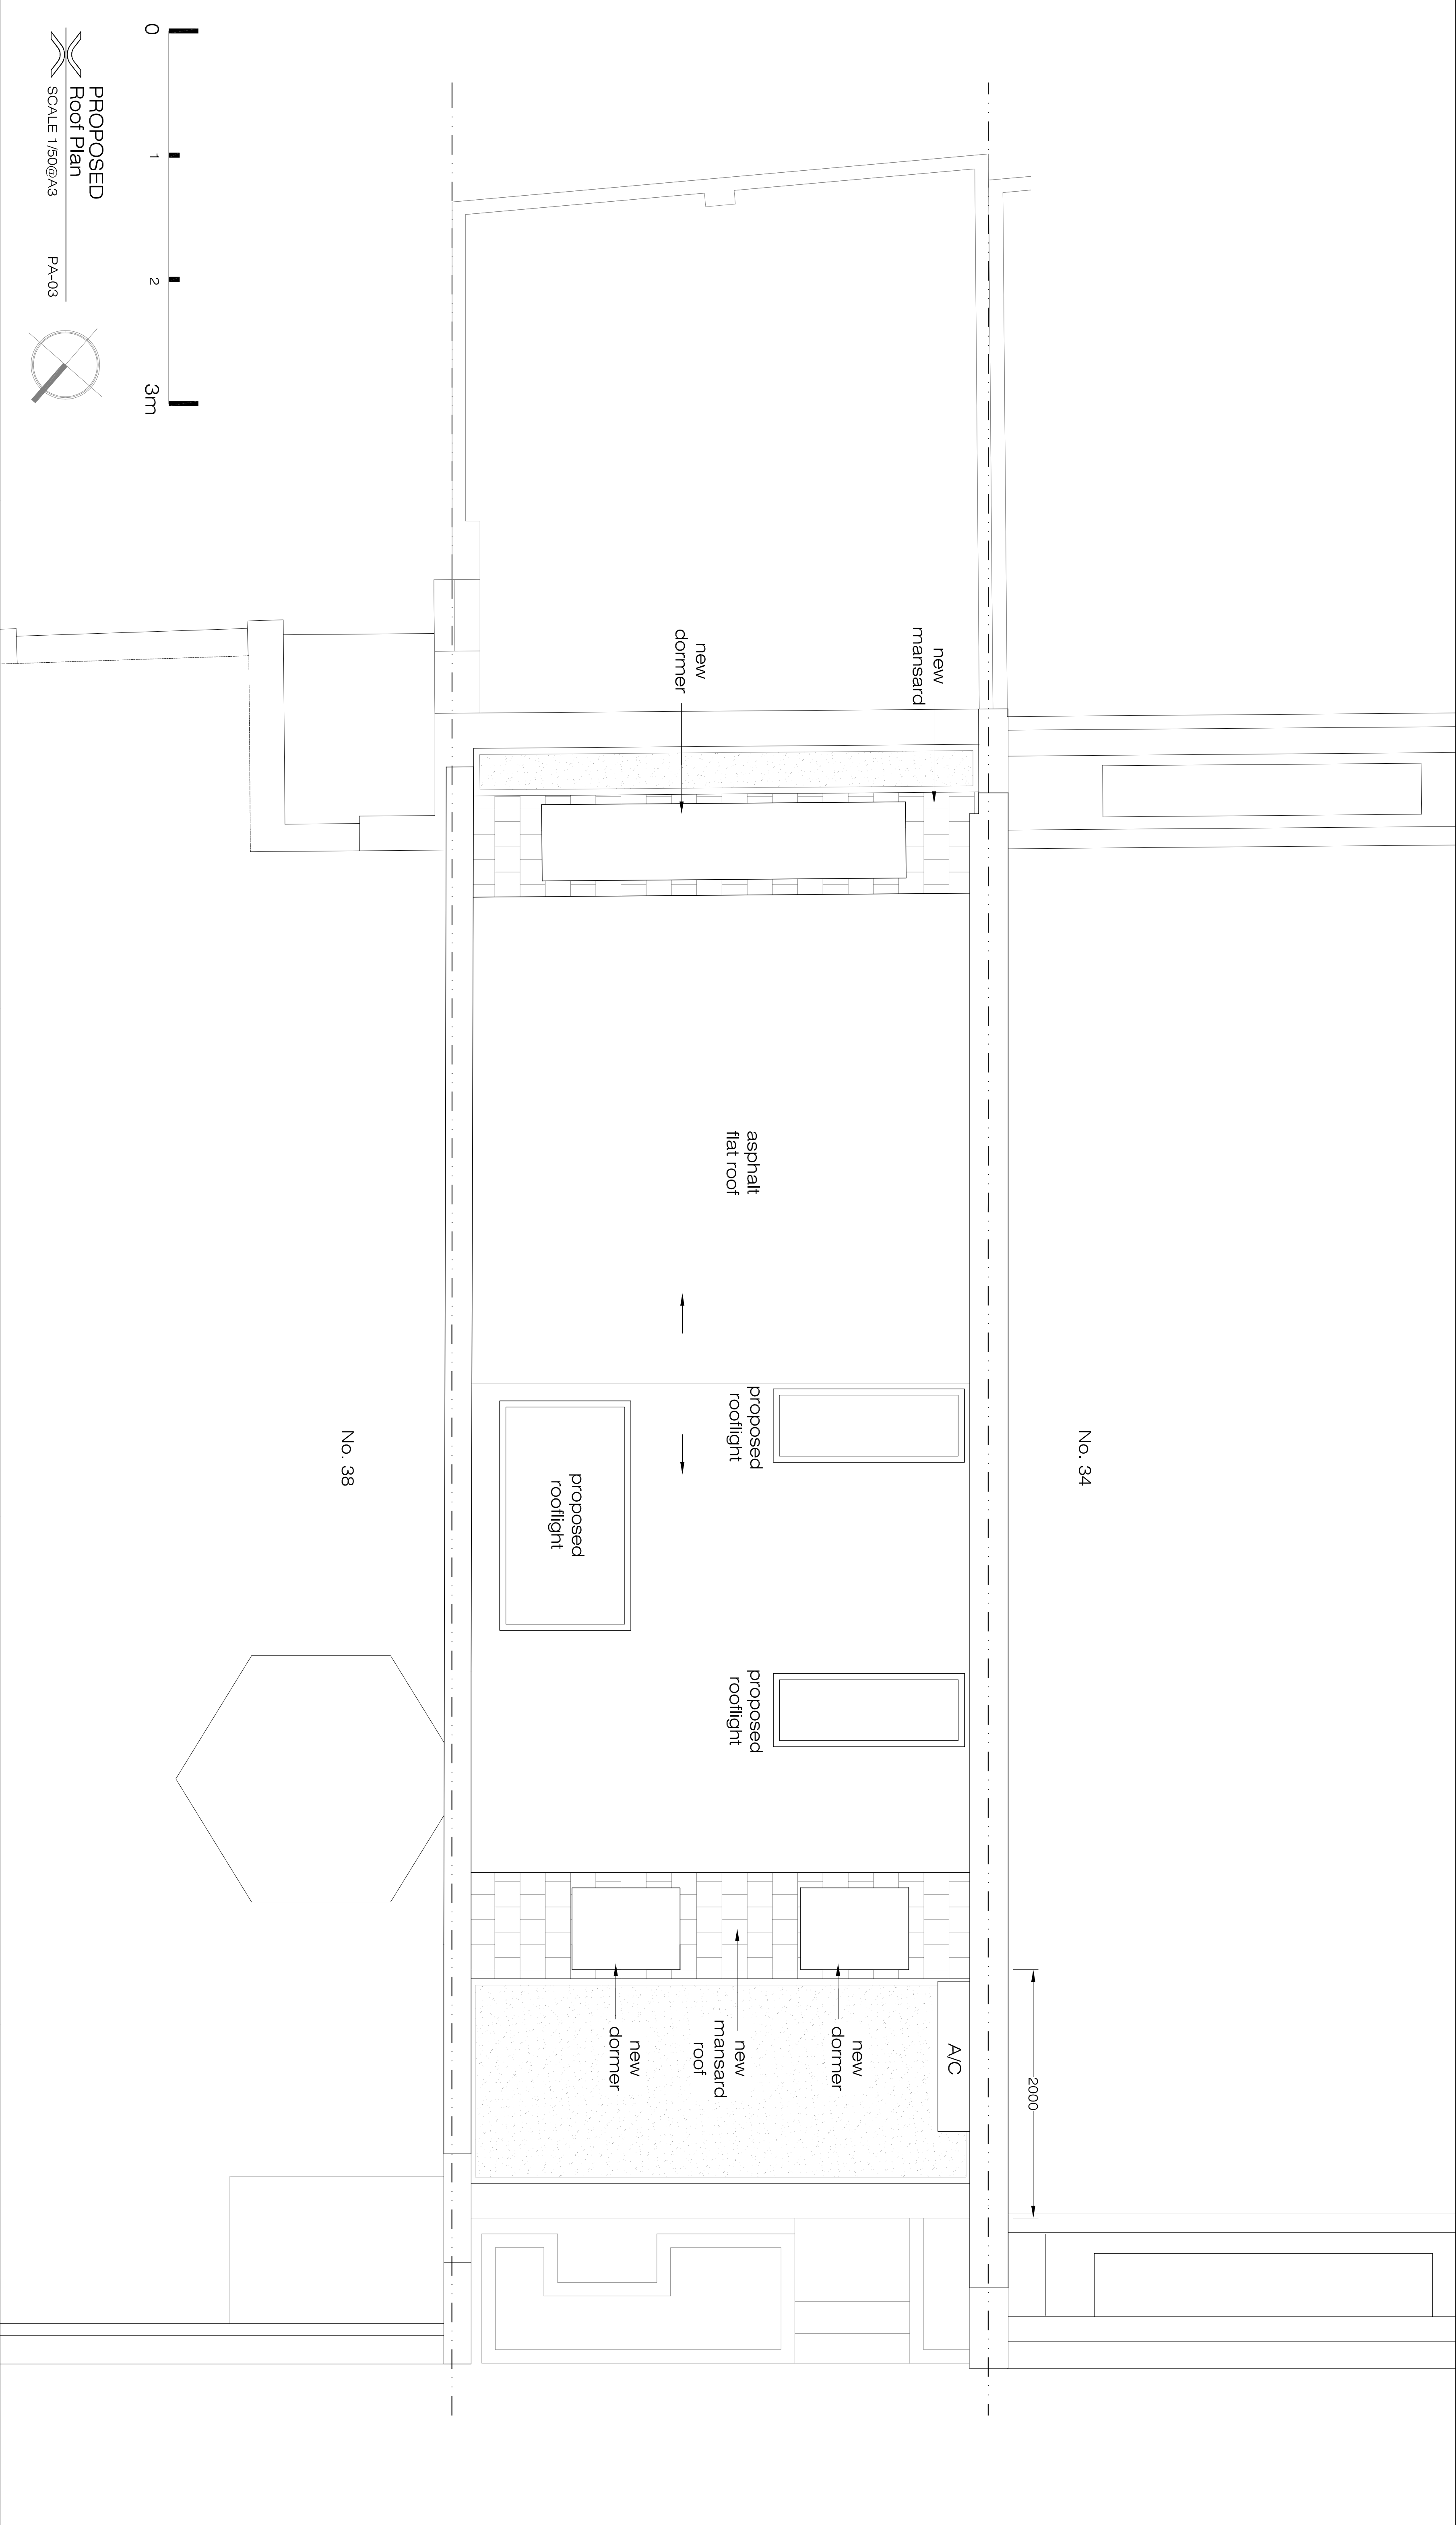 No. 34
2000
new
mansard
new
dormer
asphalt
flat roof
proposed
rooflight
proposed
rooflight
proposed
rooflight
A/C
new
dormer
new
mansard
roof
new
dormer
No. 38
0
1
2
3m
PROPOSED
Roof Plan
SCALE 1/50@A3 PA-03